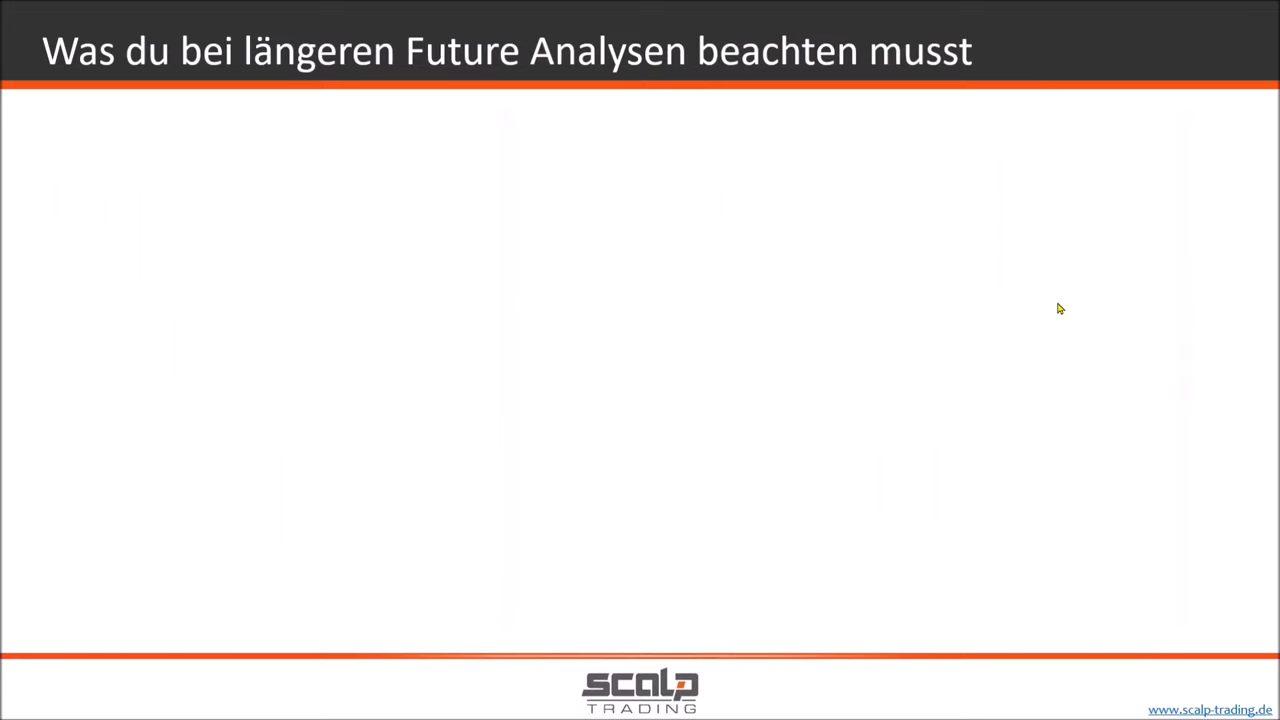 Was du bei längeren Future Analysen beachten musst
scalp
TRADING
www.scalp-trading.de